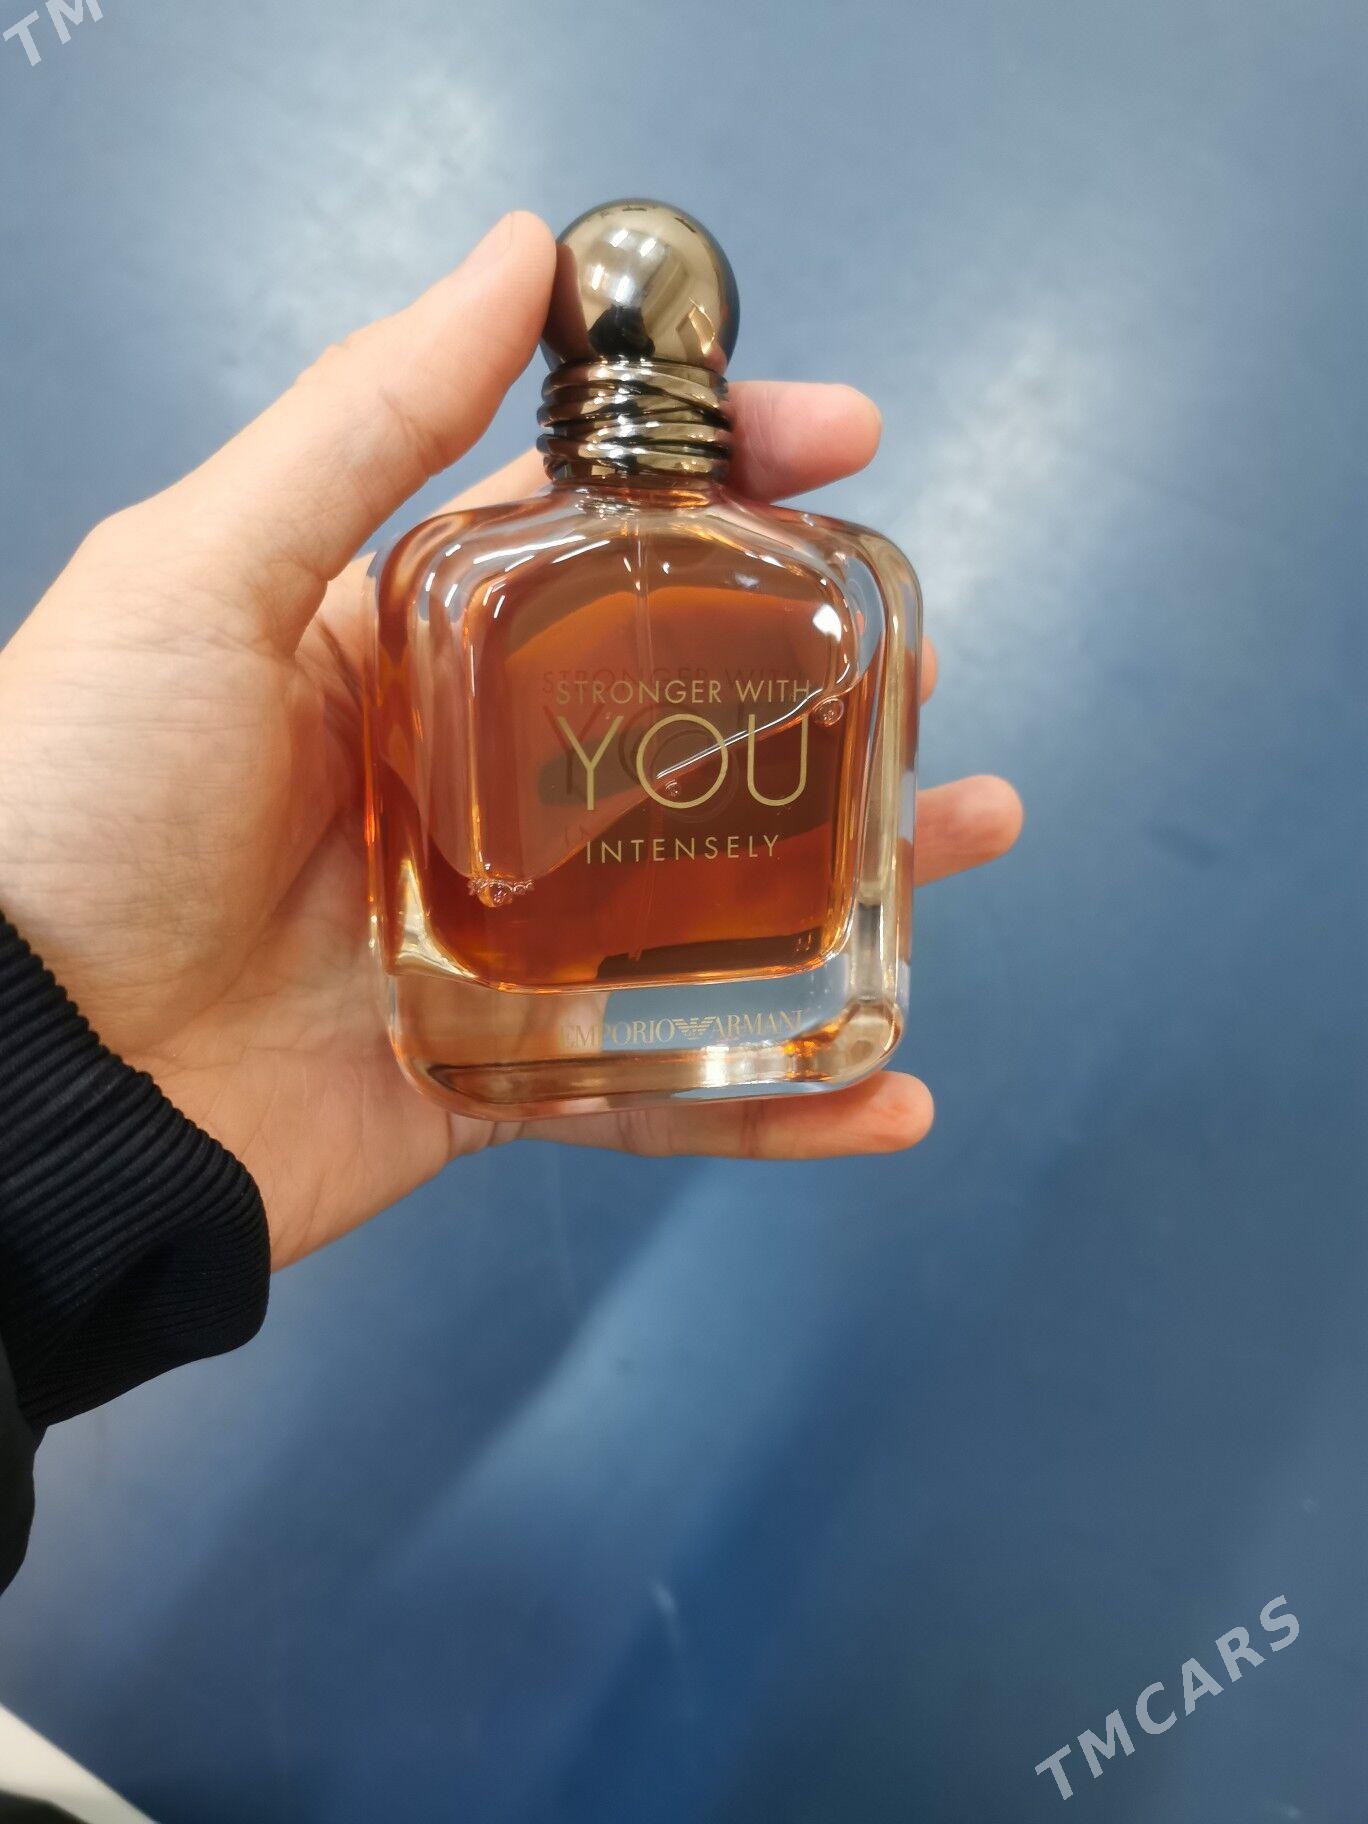 TM
STRONGER WITH
YOU
INTENSELY
EMPORIO ARMANI
TMCARS